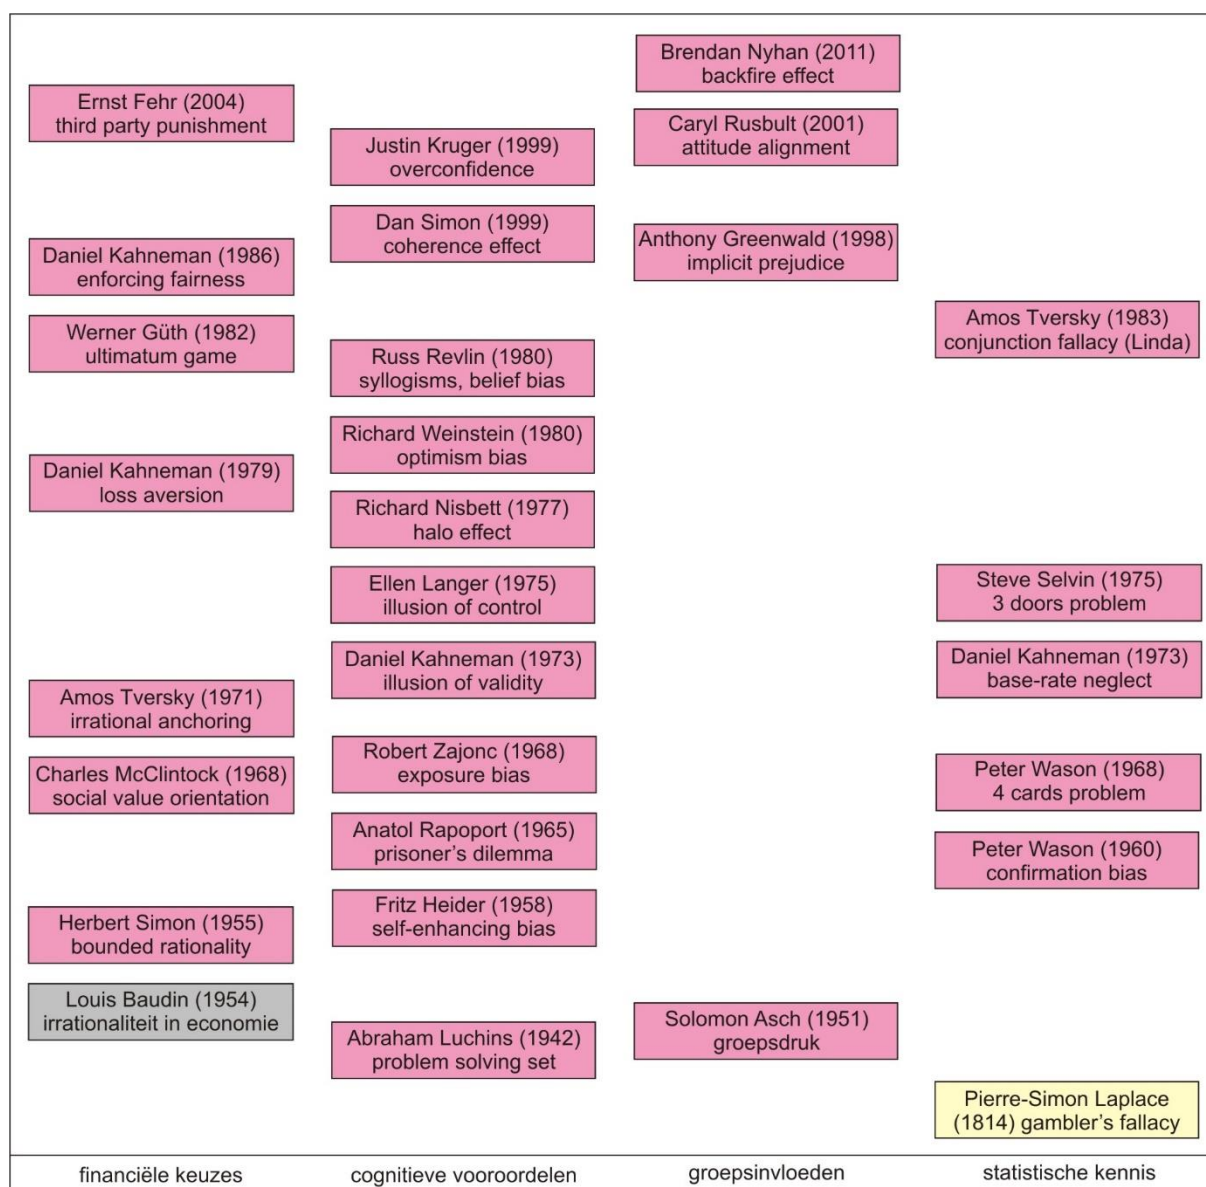 Ernst Fehr (2004)
third party punishment
Daniel Kahneman (1986)
enforcing fairness
Werner Güth (1982)
ultimatum game
Daniel Kahneman (1979)
loss aversion
Amos Tversky (1971)
irrational anchoring
Charles McClintock (1968)
social value orientation
Herbert Simon (1955)
bounded rationality
Louis Baudin (1954)
irrationaliteit in economie
financiële keuzes
Justin Kruger (1999)
overconfidence
Dan Simon (1999)
coherence effect
Russ Revlin (1980)
syllogisms, belief bias
Richard Weinstein (1980)
optimism bias
Richard Nisbett (1977)
halo effect
Ellen Langer (1975)
illusion of control
Daniel Kahneman (1973)
illusion of validity
Robert Zajonc (1968)
exposure bias
Anatol Rapoport (1965)
prisoner’s dilemma
Fritz Heider (1958)
self-enhancing bias
Abraham Luchins (1942)
problem solving set
cognitieve vooroordelen
Brendan Nyhan (2011)
backfire effect
Caryl Rusbult (2001)
attitude alignment
Anthony Greenwald (1998)
implicit prejudice
Solomon Asch (1951)
groepsdruk
groepsinvloeden
Amos Tversky (1983)
conjunction fallacy (Linda)
Steve Selvin (1975)
3 doors problem
Daniel Kahneman (1973)
base-rate neglect
Peter Wason (1968)
4 cards problem
Peter Wason (1960)
confirmation bias
Pierre-Simon Laplace
(1814) gambler’s fallacy
statistische kennis